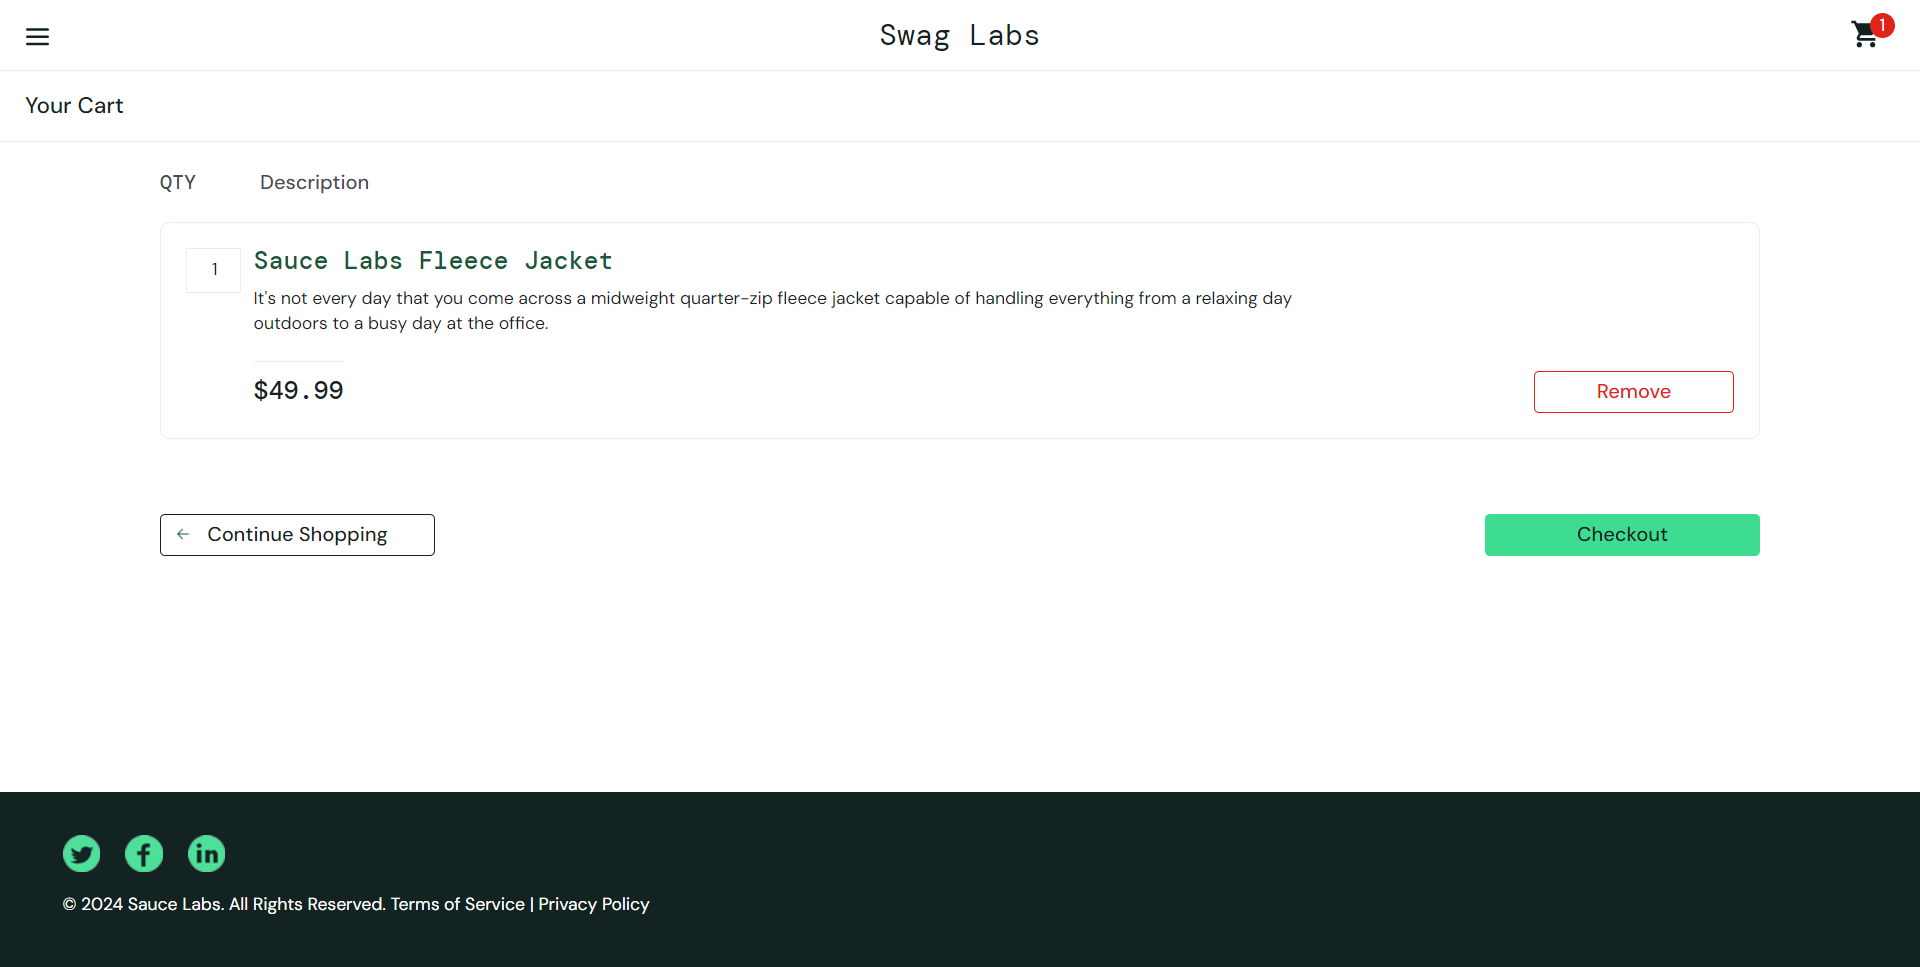 Swag Labs
1
Your Cart
QTY Description
1
Sauce Labs Fleece Jacket
It's not every day that you come across a midweight quarter-zip fleece jacket capable of handling everything from a relaxing day
outdoors to a busy day at the office.
$49.99
Remove
Continue Shopping
Checkout
© 2024 Sauce Labs. All Rights Reserved. Terms of Service | Privacy Policy